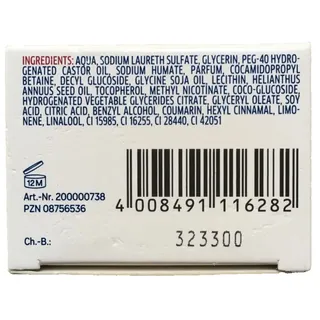 INGREDIENTS: AQUA, SODIUM LAURETH SULFATE, GLYCERIN, PEG-40 HYDRO-
GENATED CASTOR OIL, SODIUM HUMATE, PARFUM, COCAMIDOPROPYL
BETAINE, DECYL GLUCOSIDE, GLYCINE SOJA OIL, LECITHIN, HELIANTHUS
ANNUUS SEED OIL, TOCOPHEROL, METHYL NICOTINATE, COCO-GLUCOSIDE,
HYDROGENATED VEGETABLE GLYCERIDES CITRATE, GLYCERYL OLEATE, SOY
ACID, CITRIC ACID, BENZYL ALCOHOL, COUMARIN, HEXYL CINNAMAL, LIMO-
NENE, LINALOOL, CI 15985, CI 16255, CI 28440, CI 42051
12M
Art.-Nr. 200000738
PZN 08756536
4 008491 116282
Ch.-B.: 323300